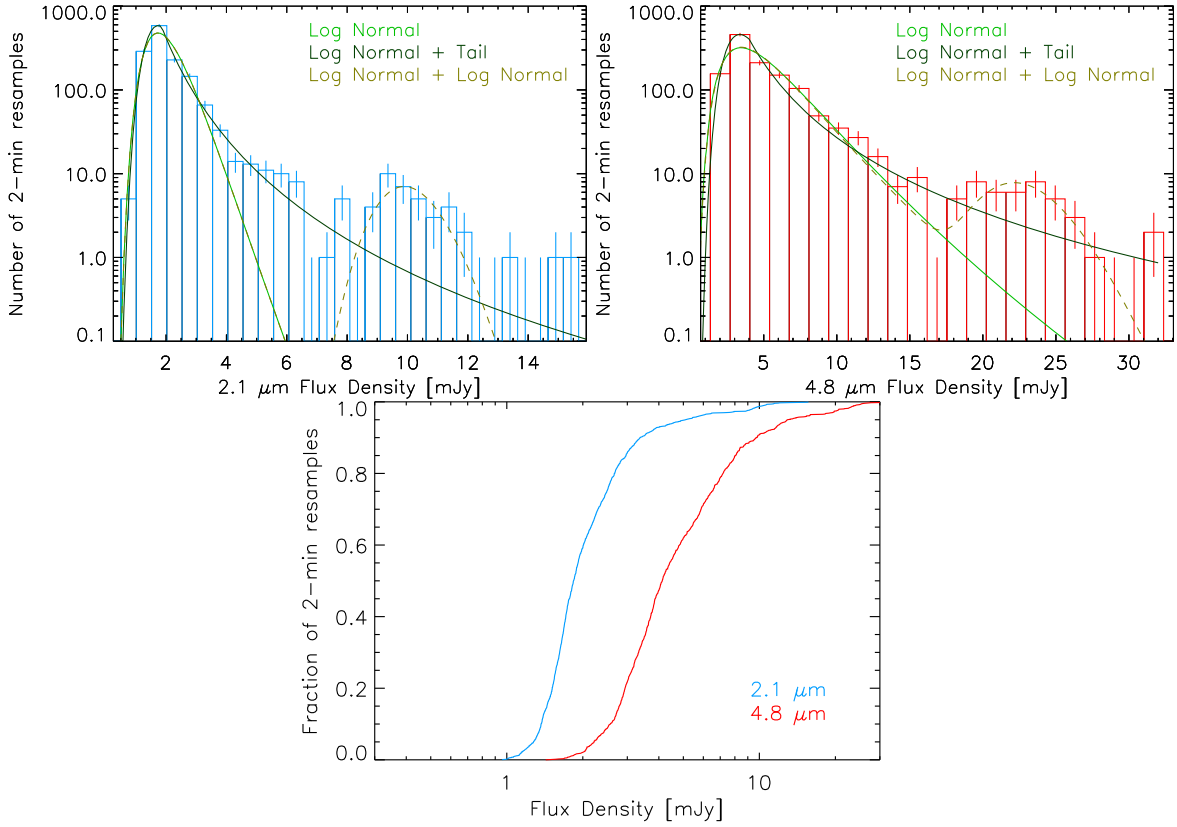 1000.0
100.0
10.0
1.0
0.1
Number of 2-min resamples
Log Normal
Log Normal + Tail
Log Normal + Log Normal
2 4 6 8 10 12 14
2.1 μm Flux Density [mJy]
1000.0
100.0
10.0
1.0
0.1
Number of 2-min resamples
Log Normal
Log Normal + Tail
Log Normal + Log Normal
5 10 15 20 25 30
4.8 μm Flux Density [mJy]
1.0
0.8
0.6
0.4
0.2
0.0
Fraction of 2-min resamples
2.1 μm
4.8 μm
1 10
Flux Density [mJy]